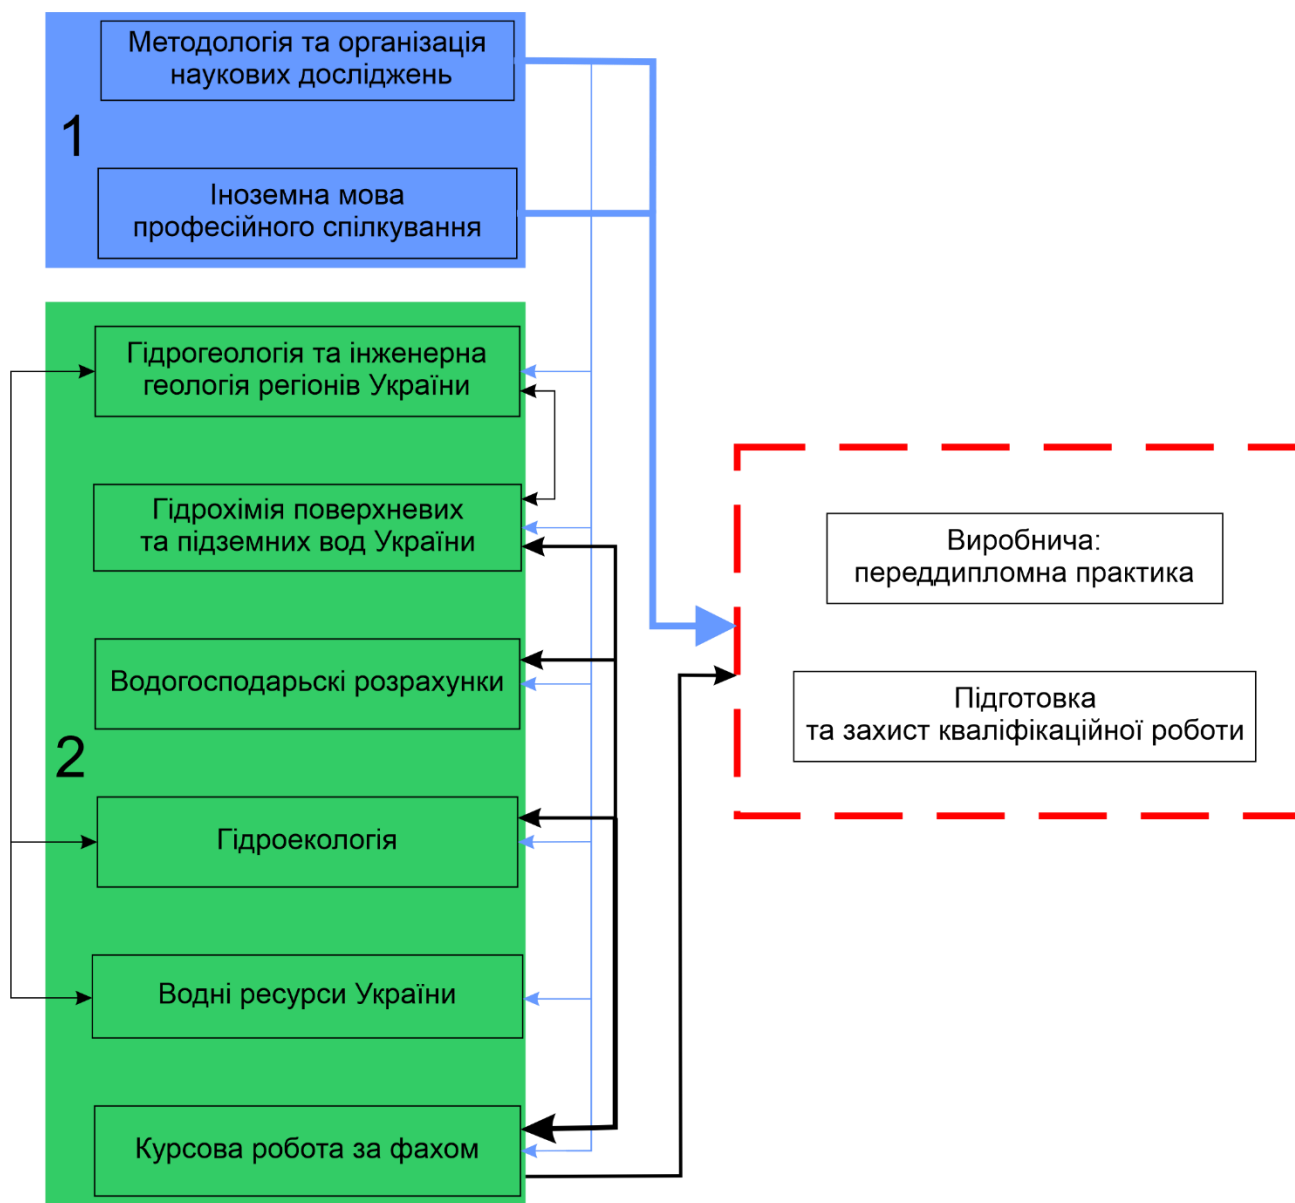 Методологія та організація
наукових досліджень
1
Іноземна мова
професійного спілкування
Гідрогеологія та інженерна
геологія регіонів України
Гідрохімія поверхневих
та підземних вод України
Водогосподарьскі розрахунки
2
Гідроекологія
Водні ресурси України
Курсова робота за фахом
Виробнича:
переддипломна практика
Підготовка
та захист кваліфікаційної роботи